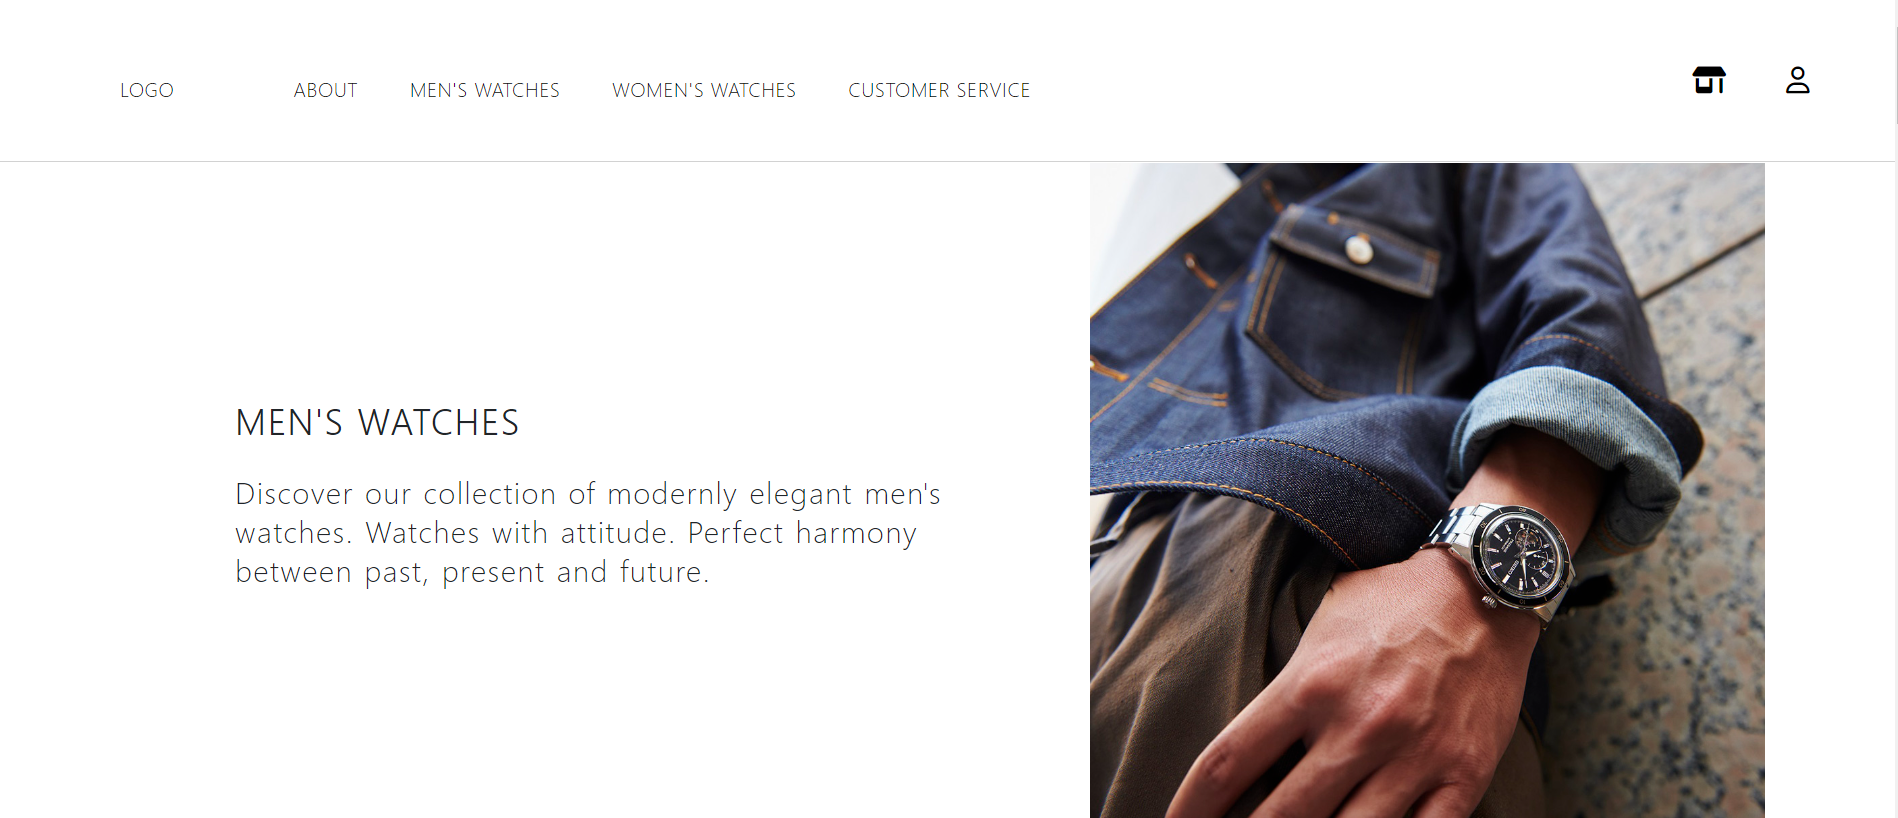 LOGO ABOUT MEN'S WATCHES WOMEN'S WATCHES CUSTOMER SERVICE
MEN'S WATCHES
Discover our collection of modernly elegant men's
watches. Watches with attitude. Perfect harmony
between past, present and future.